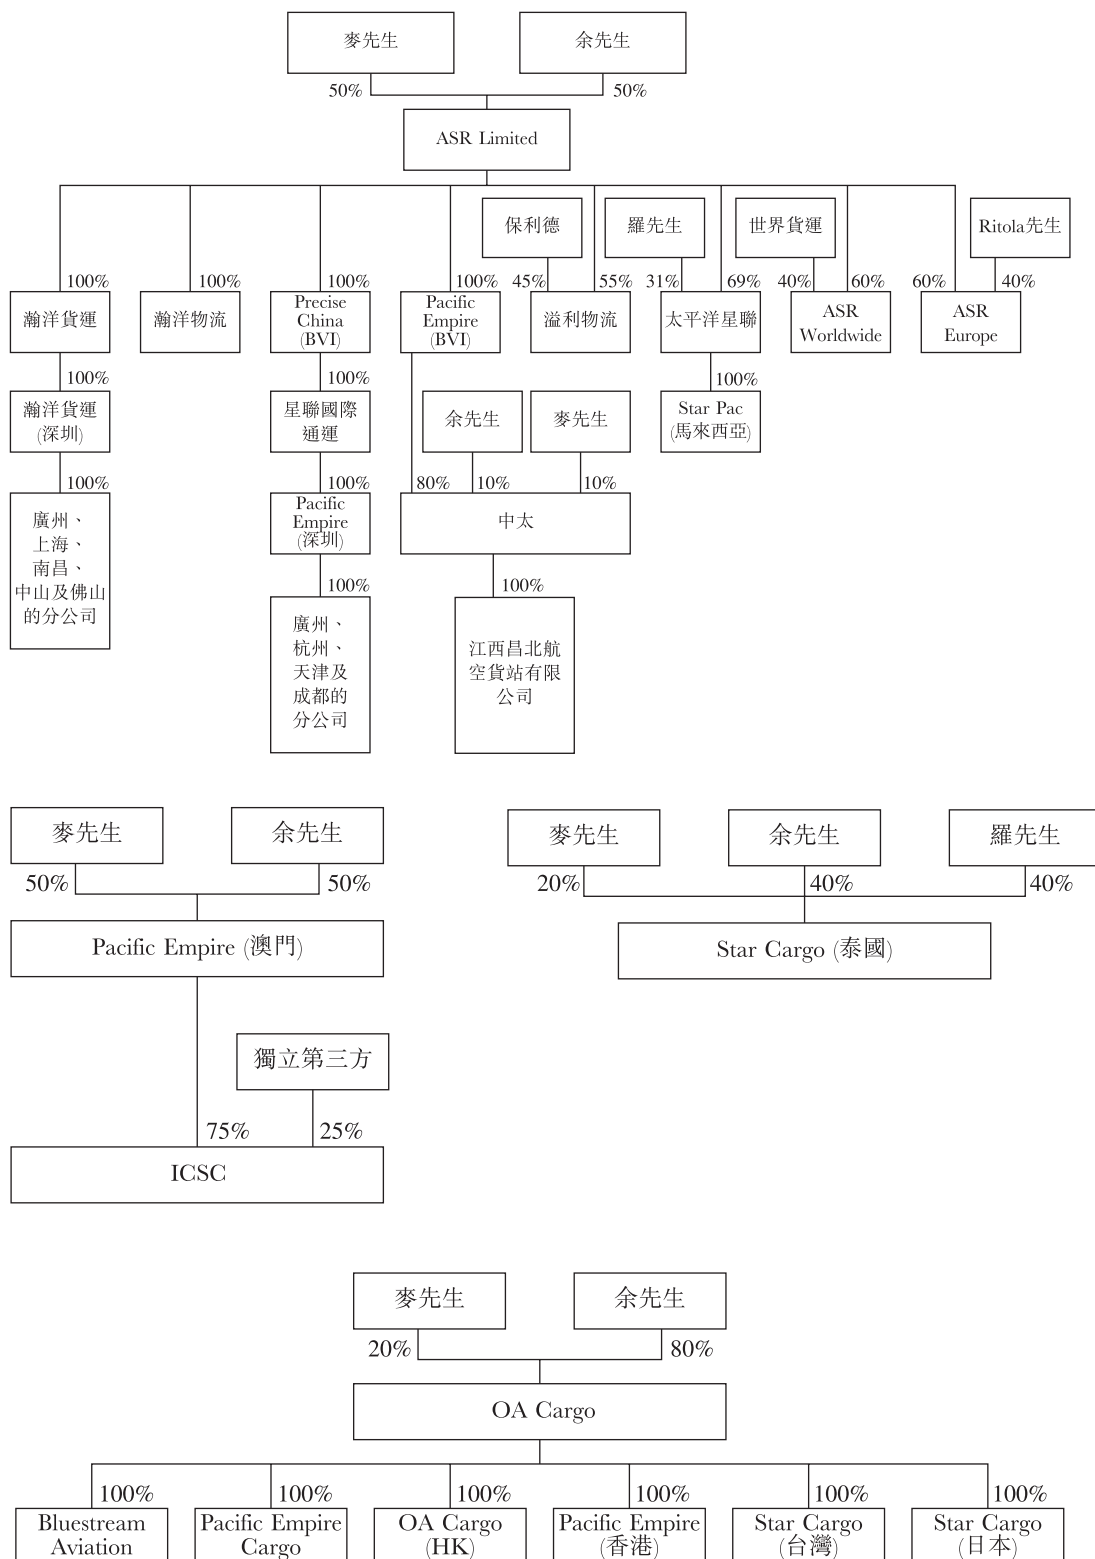 麥先生
余先生
50%
50%
ASR Limited
保利德
羅先生
世界貨運
Ritola先生
100%
100%
100%
100%
45%
55%
31%
69%
40%
60%
60%
40%
瀚洋貨運
瀚洋物流
Precise
China
(BVI)
Pacific
Empire
(BVI)
溢利物流
太平洋星聯
ASR
Worldwide
ASR
Europe
100%
100%
100%
瀚洋貨運
(深圳)
星聯國際
通運
余先生
麥先生
Star Pac
(馬來西亞)
100%
100%
80%
10%
10%
廣州、
上海、
南昌、
中山及佛山
的分公司
Pacific
Empire
(深圳)
中太
100%
100%
廣州、
杭州、
天津及
成都的
分公司
江西昌北航
空貨站有限
公司
麥先生
余先生
50%
50%
Pacific Empire (澳門)
獨立第三方
75%
25%
ICSC
麥先生
余先生
羅先生
20%
40%
40%
Star Cargo (泰國)
麥先生
余先生
20%
80%
OA Cargo
100%
100%
100%
100%
100%
100%
Bluestream
Aviation
Pacific Empire
Cargo
OA Cargo
(HK)
Pacific Empire
(香港)
Star Cargo
(台灣)
Star Cargo
(日本)